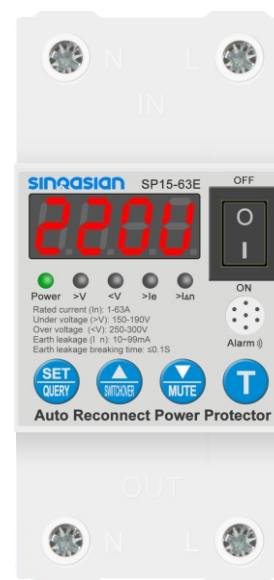 N L
IN
SINOASIAN SP15-63E OFF
220U
O
I
Power >V <V >Ie >I∆n
ON
Rated current (In): 1-63A
Under voltage (>V): 150-190V
Over voltage (<V): 250-300V
Earth leakage (I n): 10~99mA
Earth leakage breaking time: ≤0.1S
Alarm
SET
QUERY
SWITCHOVER
MUTE
T
Auto Reconnect Power Protector
OUT
N L